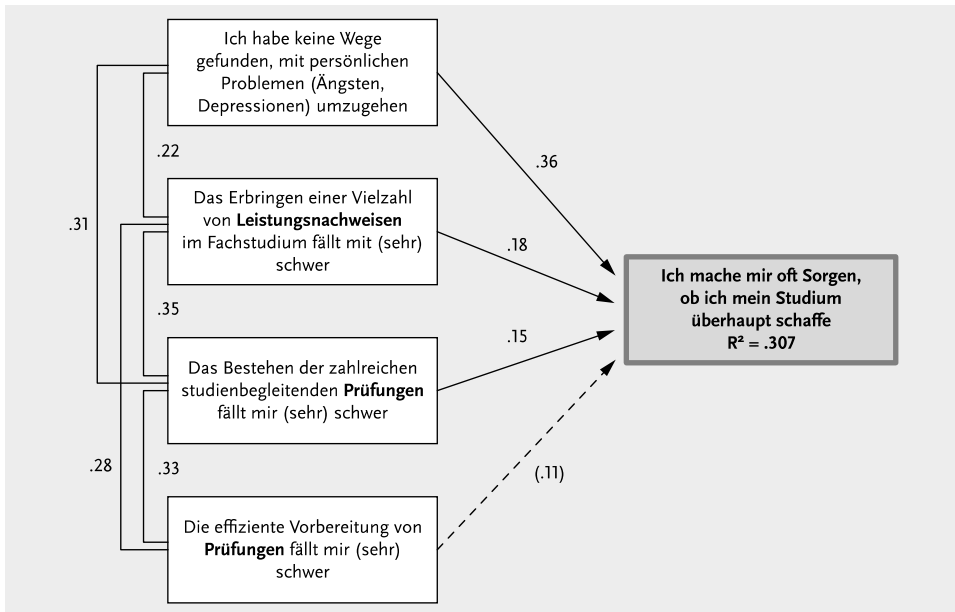 Ich habe keine Wege
gefunden, mit persönlichen
Problemen (Ängsten,
Depressionen) umzugehen
.22
.36
Das Erbringen einer Vielzahl
von Leistungsnachweisen
im Fachstudium fällt mit (sehr)
schwer
.31
.18
Ich mache mir oft Sorgen,
ob ich mein Studium
überhaupt schaffe
R² = .307
.35
.15
Das Bestehen der zahlreichen
studienbegleitenden Prüfungen
fällt mir (sehr) schwer
.28
.33
(.11)
Die effiziente Vorbereitung von
Prüfungen fällt mir (sehr)
schwer